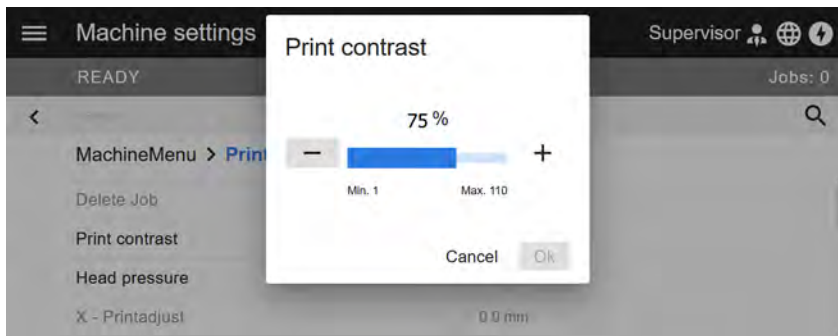 Machine settings
Supervisor
READY
Jobs: 0
MachineMenu > Print
Delete Job
Print contrast
Head pressure
X - Printadjust 0.0 mm
Print contrast
75 %
− +
Min. 1 Max. 110
Cancel Ok